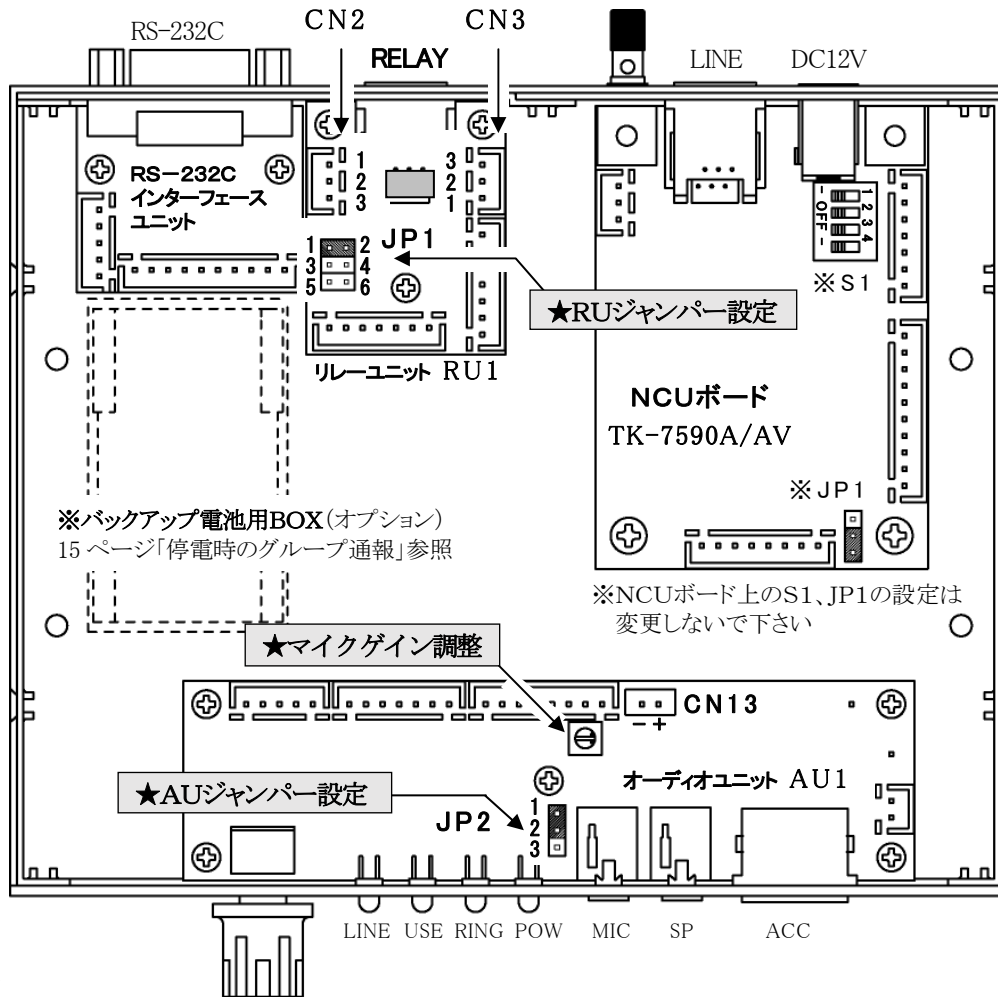 CN2 CN3
RS-232C RELAY LINE DC12V
RS－232C
インターフェース
ユニット
1
2
3
3
2
1
JP1
1 2
3 4
5 6
★RUジャンパー設定
リレーユニット RU1
-OFF-
1
2
3
4
※S1
NCUボード
TK-7590A/AV
※JP1
※NCUボード上のS1、JP1の設定は
変更しないで下さい
※バックアップ電池用BOX(オプション)
15 ページ「停電時のグループ通報」参照
★マイクゲイン調整
CN13
-+
オーディオユニット AU1
★AUジャンパー設定
JP2
1
2
3
LINE USE RING POW MIC SP ACC